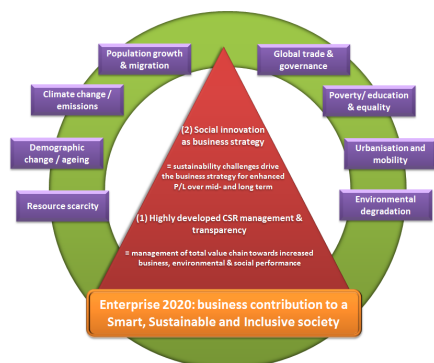 Population growth
& migration
Global trade &
governance
Climate change /
emissions
Poverty/ education
& equality
Demographic
change / ageing
Urbanisation and
mobility
Resource scarcity
Environmental
degradation
(2) Social innovation
as business strategy
= sustainability challenges drive
the business strategy for enhanced
P/L over mid- and long term
(1) Highly developed CSR management &
transparency
= management of total value chain towards increased
business, environmental & social performance
Enterprise 2020: business contribution to a
Smart, Sustainable and Inclusive society